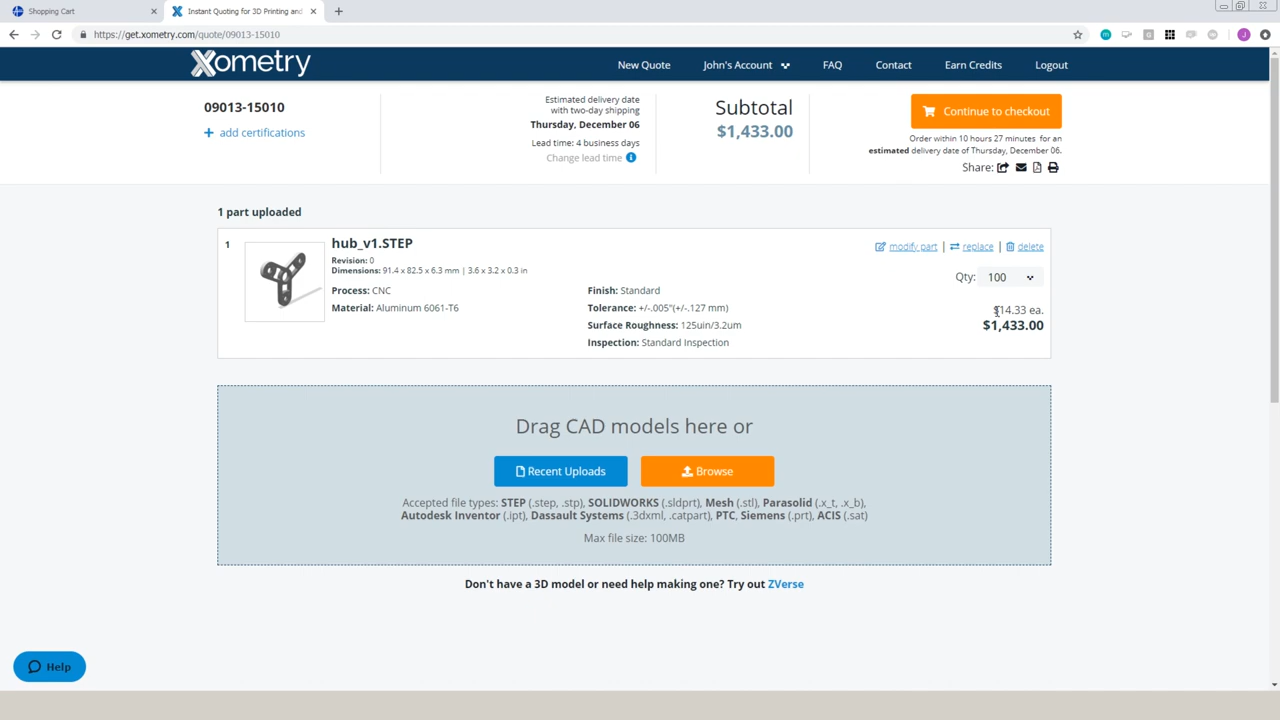 Shopping Cart
Instant Quoting for 3D Printing and
https://get.xometry.com/quote/09013-15010
Xometry
New Quote
John's Account
FAQ
Contact
Earn Credits
Logout
09013-15010
+ add certifications
Estimated delivery date
with two-day shipping
Thursday, December 06
Lead time: 4 business days
Change lead time
Subtotal
$1,433.00
Continue to checkout
Order within 10 hours 27 minutes for an
estimated delivery date of Thursday, December 06.
Share:
1 part uploaded
1
hub_v1.STEP
Revision: 0
Dimensions: 91.4 x 82.5 x 6.3 mm | 3.6 x 3.2 x 0.3 in
Process: CNC
Material: Aluminum 6061-T6
Finish: Standard
Tolerance: +/-.005"(+/-.127 mm)
Surface Roughness: 125uin/3.2um
Inspection: Standard Inspection
modify part | replace | delete
Qty: 100
$14.33 ea.
$1,433.00
Drag CAD models here or
Recent Uploads
Browse
Accepted file types: STEP (.step, .stp), SOLIDWORKS (.sldprt), Mesh (.stl), Parasolid (.x_t, .x_b),
Autodesk Inventor (.ipt), Dassault Systems (.3dxml, .catpart), PTC, Siemens (.prt), ACIS (.sat)
Max file size: 100MB
Don't have a 3D model or need help making one? Try out ZVerse
Help